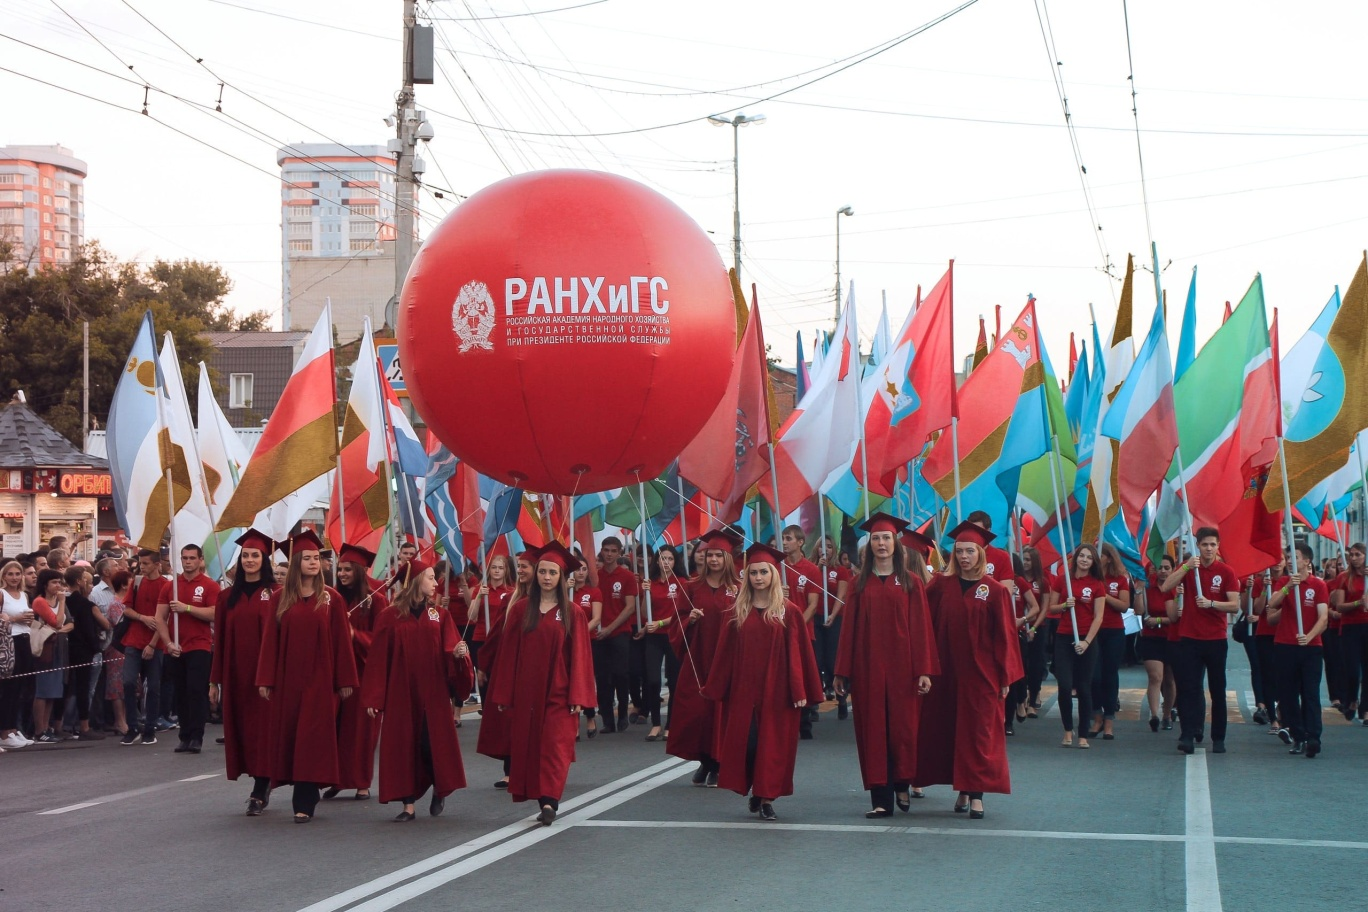 РАНХиГС
РОССИЙСКАЯ АКАДЕМИЯ НАРОДНОГО ХОЗЯЙСТВА
И ГОСУДАРСТВЕННОЙ СЛУЖБЫ
ПРИ ПРЕЗИДЕНТЕ РОССИЙСКОЙ ФЕДЕРАЦИИ
ОРБИТ